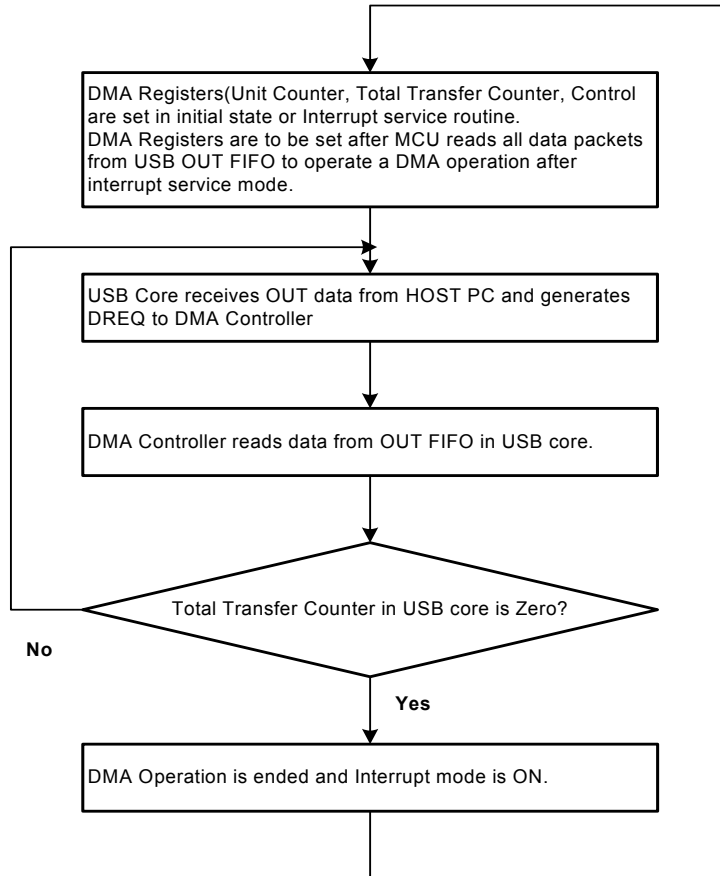 DMA Registers(Unit Counter, Total Transfer Counter, Control
are set in initial state or Interrupt service routine.
DMA Registers are to be set after MCU reads all data packets
from USB OUT FIFO to operate a DMA operation after
interrupt service mode.
USB Core receives OUT data from HOST PC and generates
DREQ to DMA Controller
DMA Controller reads data from OUT FIFO in USB core.
Total Transfer Counter in USB core is Zero?
No
Yes
DMA Operation is ended and Interrupt mode is ON.